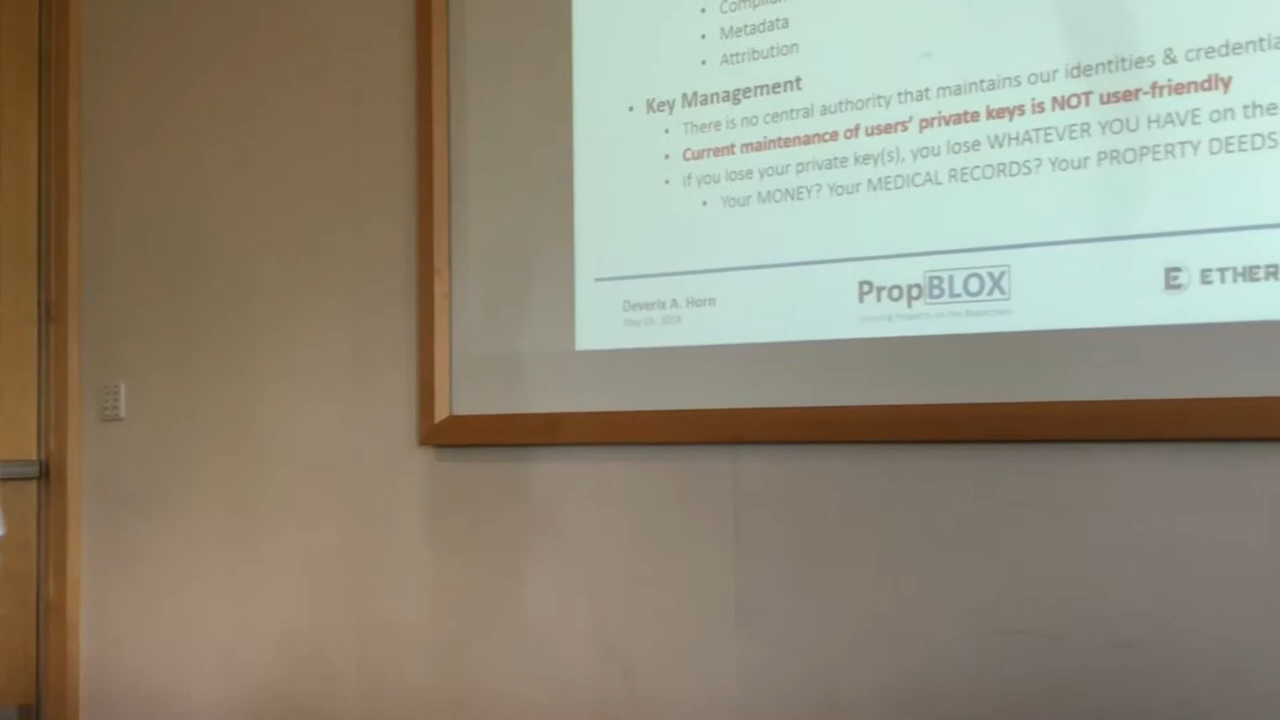 Metadata
Attribution
Key Management
There is no central authority that maintains our identities &
Current maintenance of users' private keys is NOT user-friendly
If you lose your private key(s), you lose WHATEVER YOU HAVE on the
Your MONEY? Your MEDICAL RECORDS? Your PROPERTY DEEDS
Deverix A. Horn
PropBLOX
E ETHER